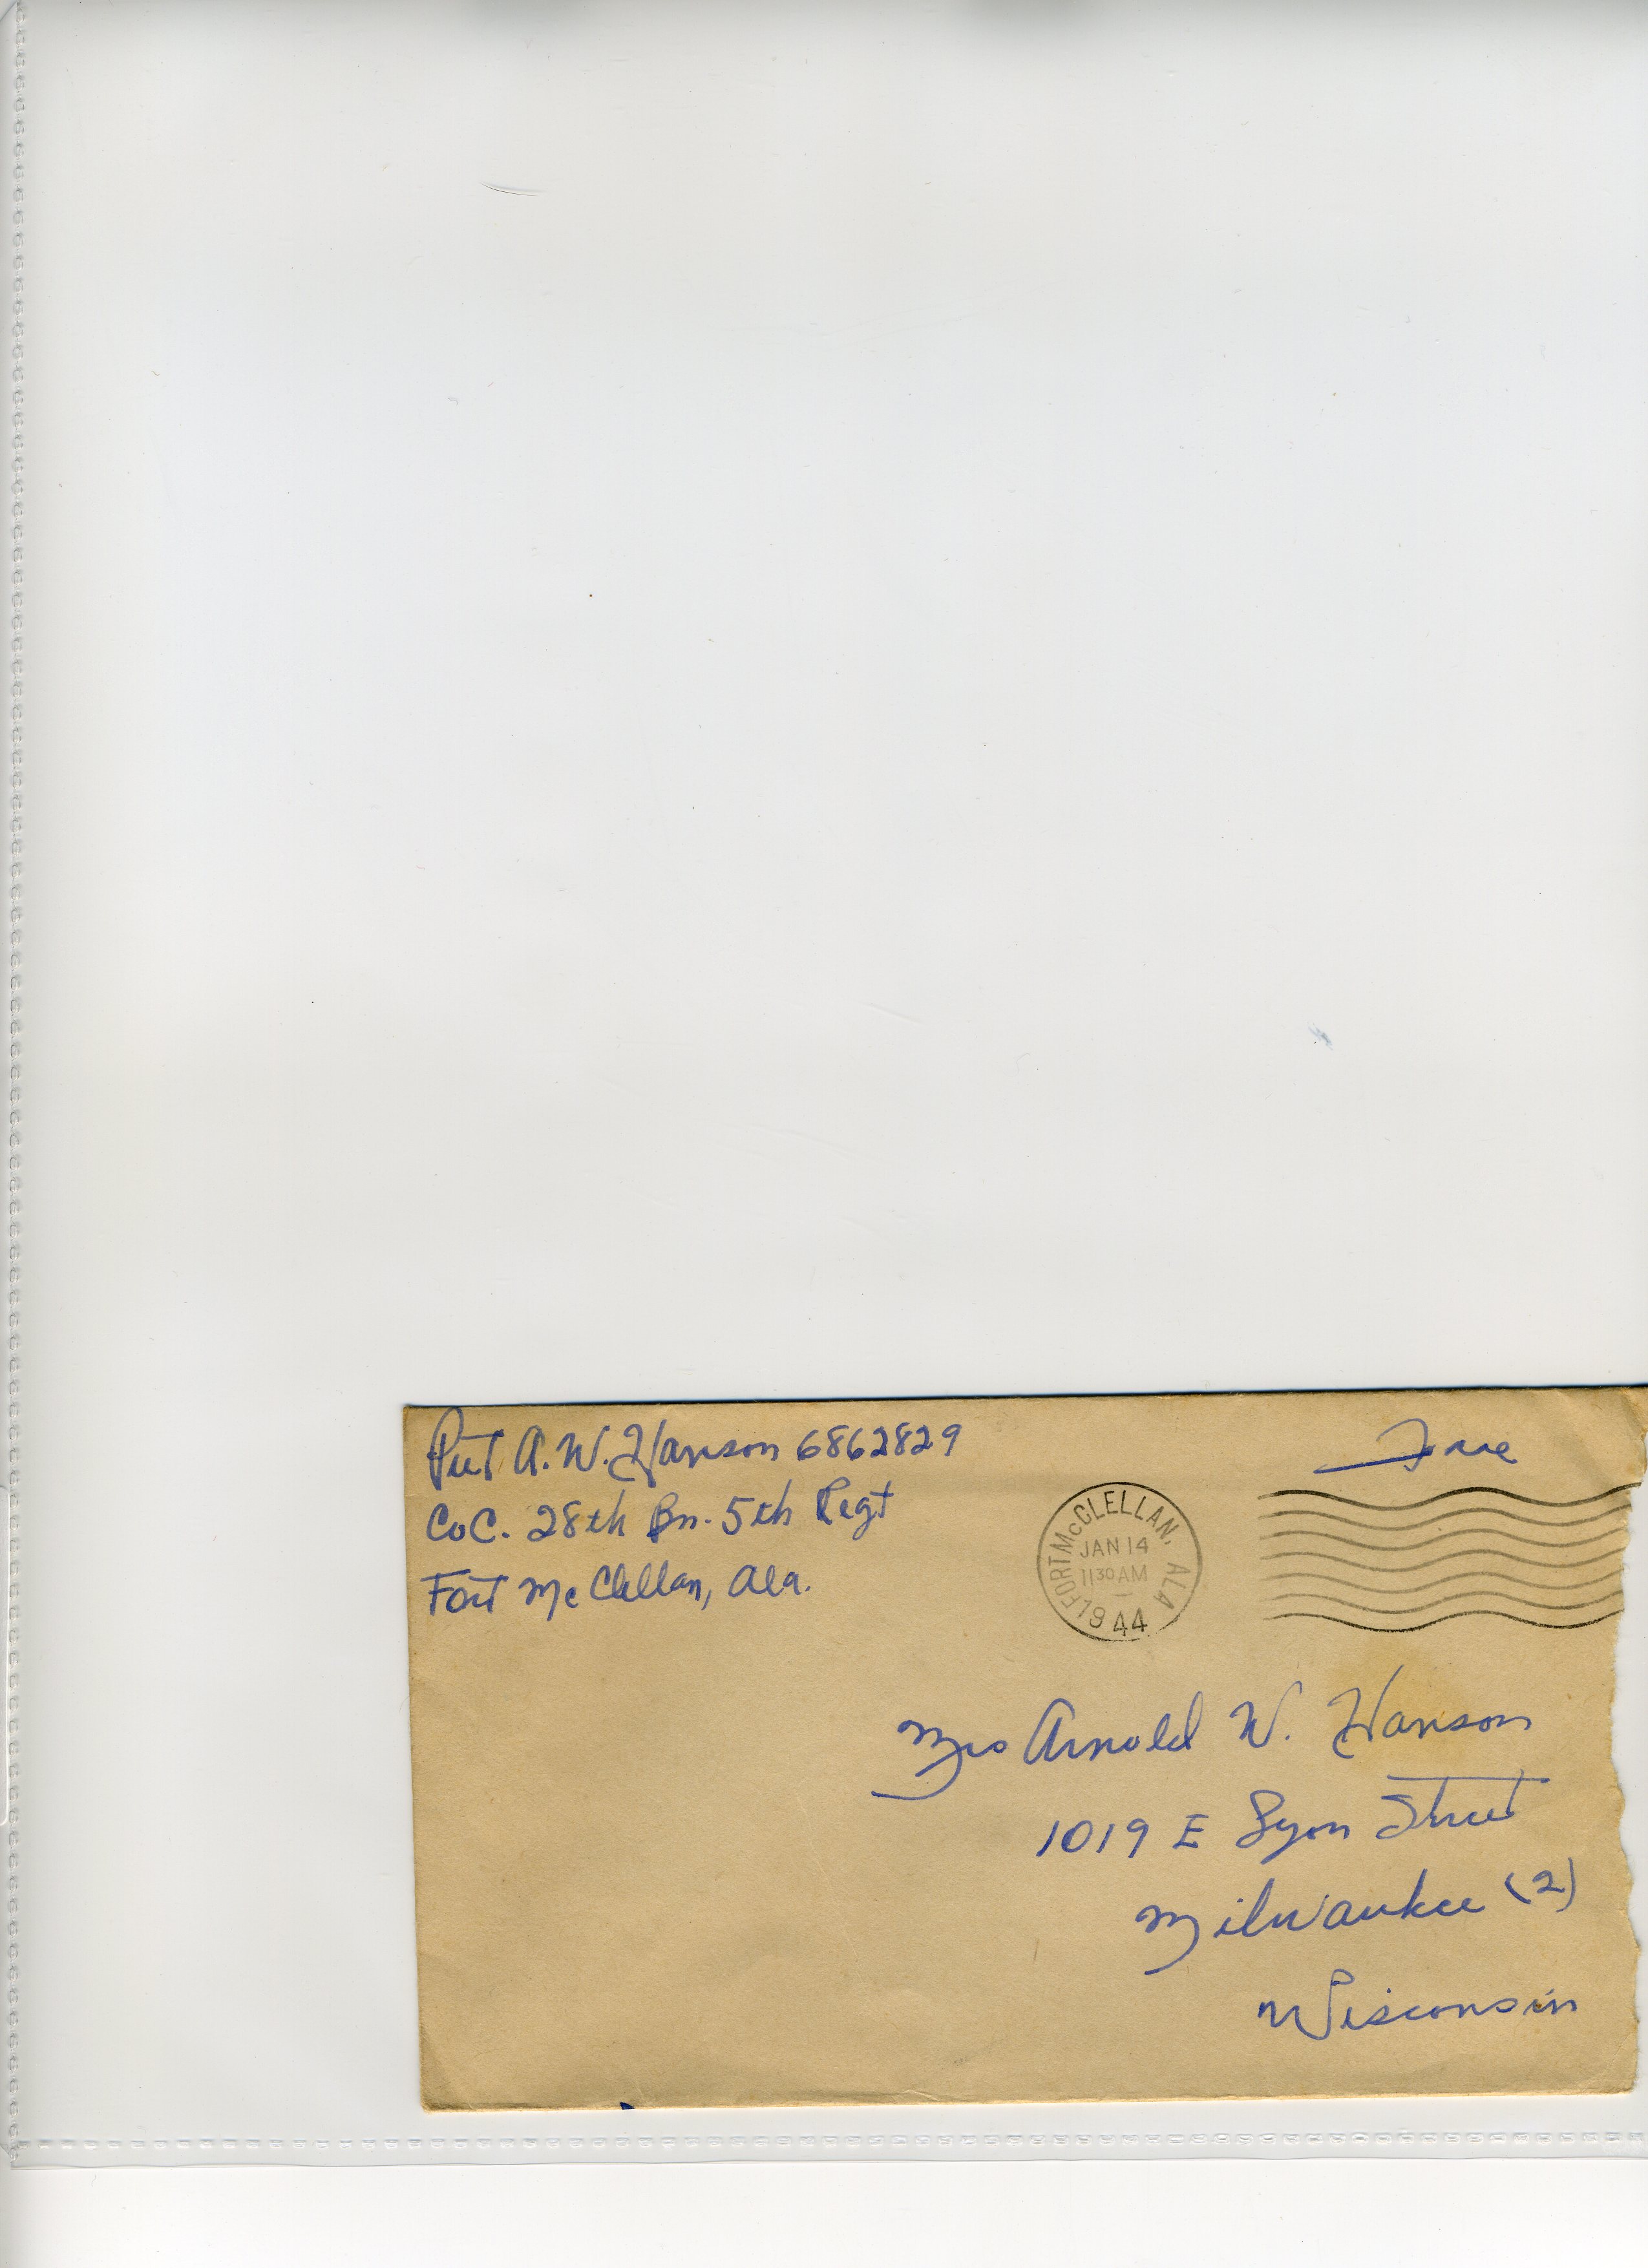 Pvt A. W. Hanson 6862829
Co C. 28th Bn. 5th Regt
Fort McClellan, Ala.
Free
FORT McCLELLAN, ALA
JAN 14
11 30 AM
1944
Mrs Arnold W. Hanson
1019 E Lyon Street
Milwaukee (2)
Wisconsin